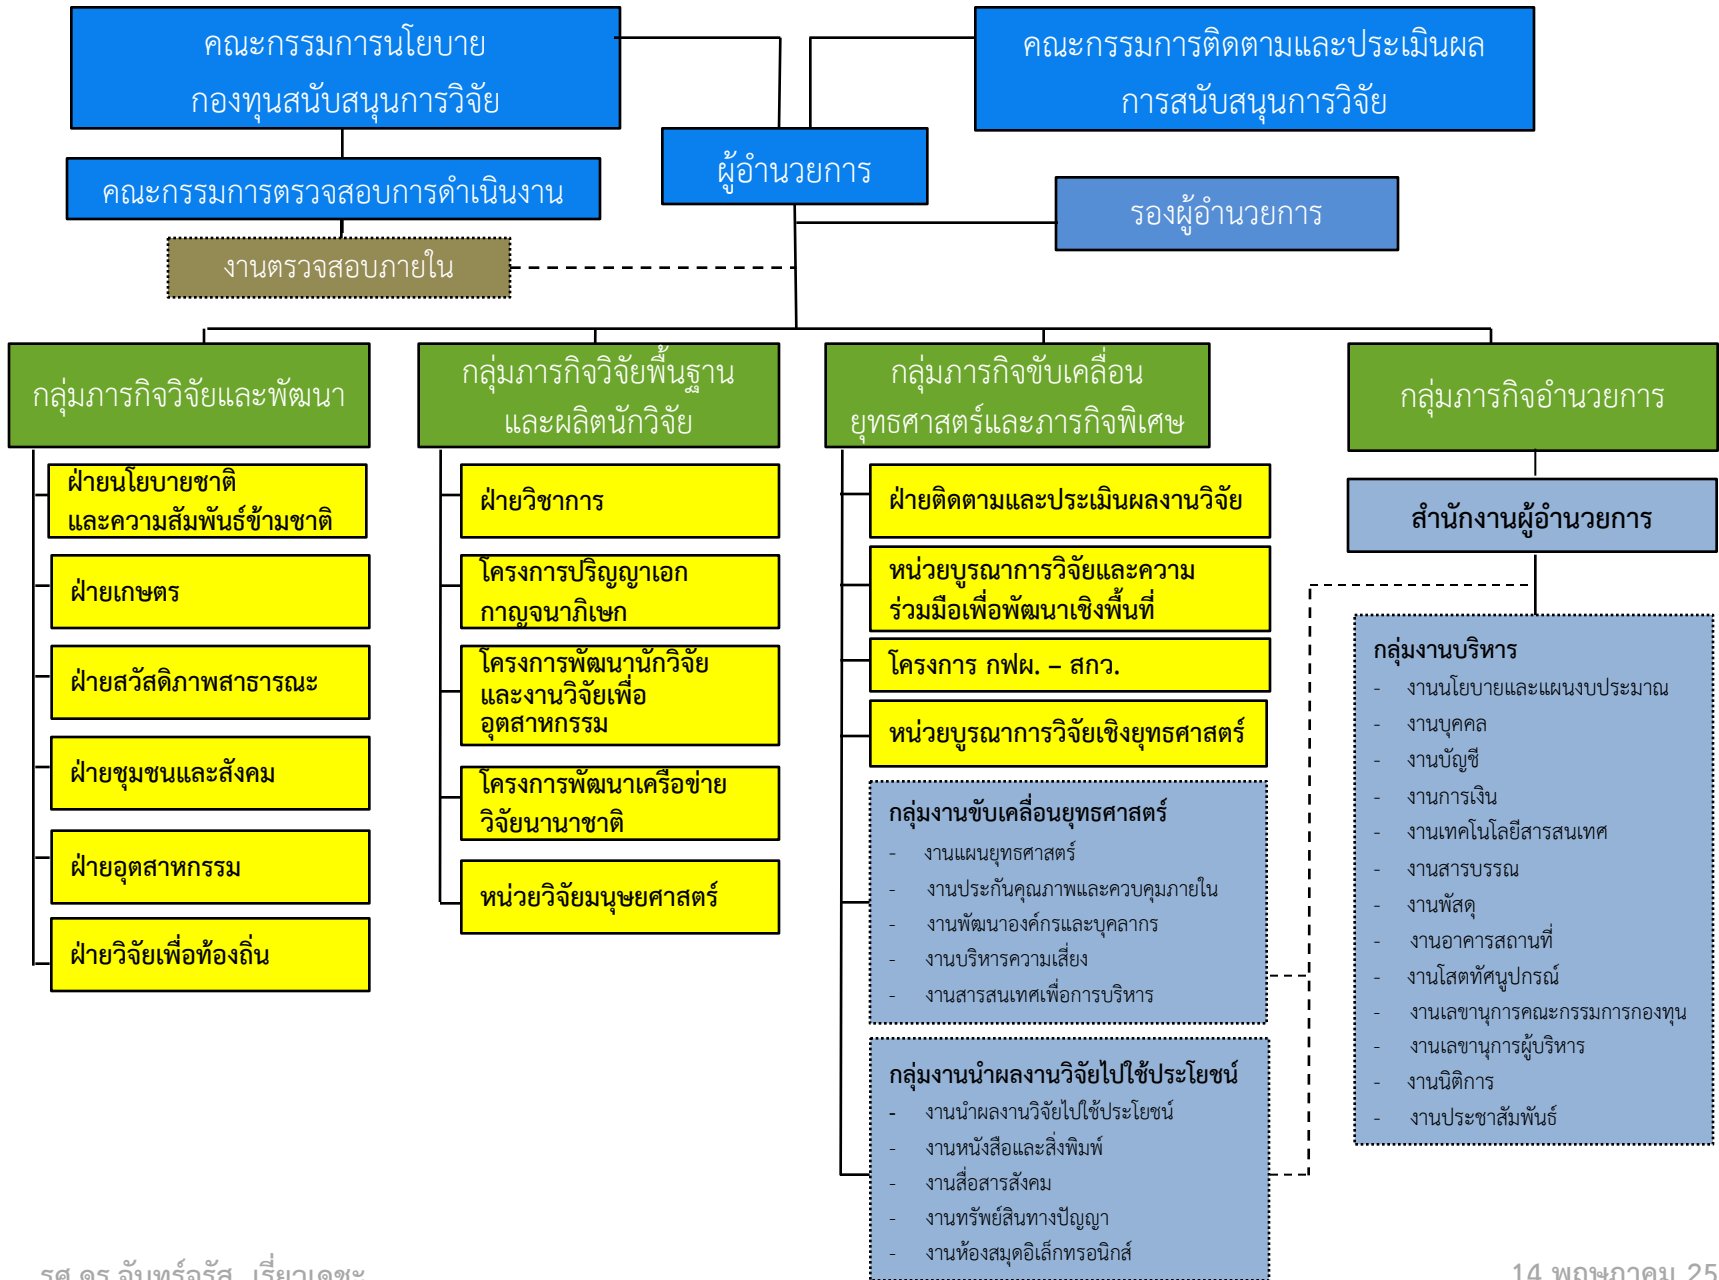 คณะกรรมการนโยบาย
กองทุนสนับสนุนการวิจัย
คณะกรรมการติดตามและประเมินผล
การสนับสนุนการวิจัย
ผู้อำนวยการ
คณะกรรมการตรวจสอบการดำเนินงาน
รองผู้อำนวยการ
งานตรวจสอบภายใน
กลุ่มภารกิจวิจัยและพัฒนา
ฝ่ายนโยบายชาติ
และความสัมพันธ์ข้ามชาติ
ฝ่ายเกษตร
ฝ่ายสวัสดิภาพสาธารณะ
ฝ่ายชุมชนและสังคม
ฝ่ายอุตสาหกรรม
ฝ่ายวิจัยเพื่อท้องถิ่น
กลุ่มภารกิจวิจัยพื้นฐาน
และผลิตนักวิจัย
ฝ่ายวิชาการ
โครงการปริญญาเอก
กาญจนาภิเษก
โครงการพัฒนานักวิจัย
และงานวิจัยเพื่อ
อุตสาหกรรม
โครงการพัฒนาเครือข่าย
วิจัยนานาชาติ
หน่วยวิจัยมนุษยศาสตร์
กลุ่มภารกิจขับเคลื่อน
ยุทธศาสตร์และภารกิจพิเศษ
ฝ่ายติดตามและประเมินผลงานวิจัย
หน่วยบูรณาการวิจัยและความ
ร่วมมือเพื่อพัฒนาเชิงพื้นที่
โครงการ กฟผ. – สกว.
หน่วยบูรณาการวิจัยเชิงยุทธศาสตร์
กลุ่มงานขับเคลื่อนยุทธศาสตร์
- งานแผนยุทธศาสตร์
- งานประกันคุณภาพและควบคุมภายใน
- งานพัฒนาองค์กรและบุคลากร
- งานบริหารความเสี่ยง
- งานสารสนเทศเพื่อการบริหาร
กลุ่มงานนำผลงานวิจัยไปใช้ประโยชน์
- งานนำผลงานวิจัยไปใช้ประโยชน์
- งานหนังสือและสิ่งพิมพ์
- งานสื่อสารสังคม
- งานทรัพย์สินทางปัญญา
- งานห้องสมุดอิเล็กทรอนิกส์
กลุ่มภารกิจอำนวยการ
สำนักงานผู้อำนวยการ
กลุ่มงานบริหาร
- งานนโยบายและแผนงบประมาณ
- งานบุคคล
- งานบัญชี
- งานการเงิน
- งานเทคโนโลยีสารสนเทศ
- งานสารบรรณ
- งานพัสดุ
- งานอาคารสถานที่
- งานโสตทัศนูปกรณ์
- งานเลขานุการคณะกรรมการกองทุน
- งานเลขานุการผู้บริหาร
- งานนิติการ
- งานประชาสัมพันธ์
รศ.ดร.จันทร์จรัส เรี่ยวเดชะ
14 พฤษภาคม 25